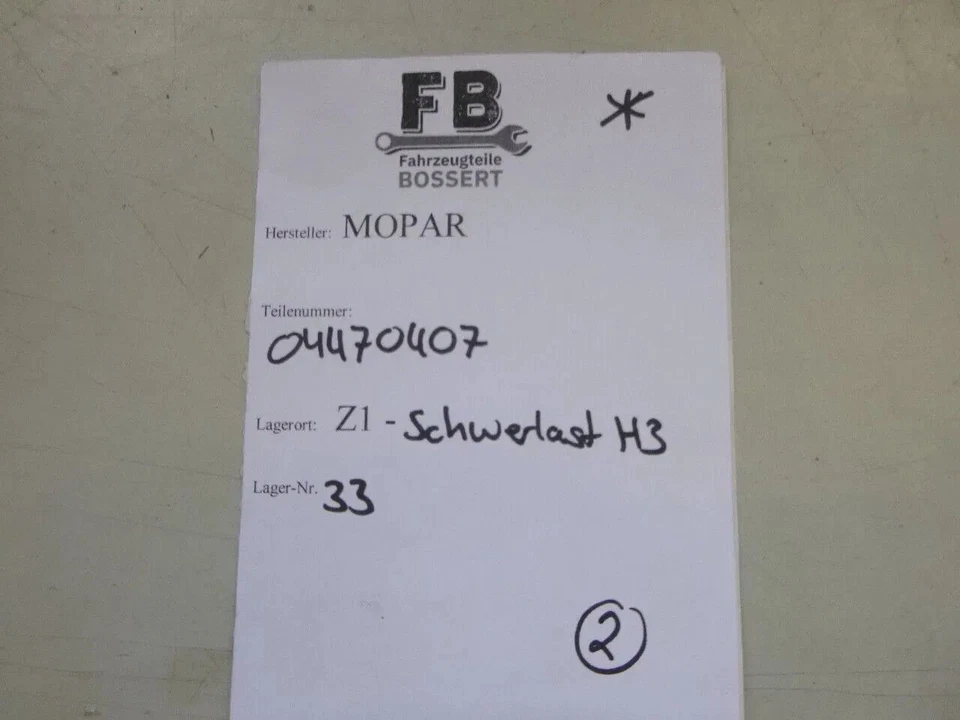 FB
*
Fahrzeugteile
BOSSERT
Hersteller: MOPAR
Teilenummer:
04470407
Lagerort: Z1 - Schwerlast H3
Lager-Nr. 33
2